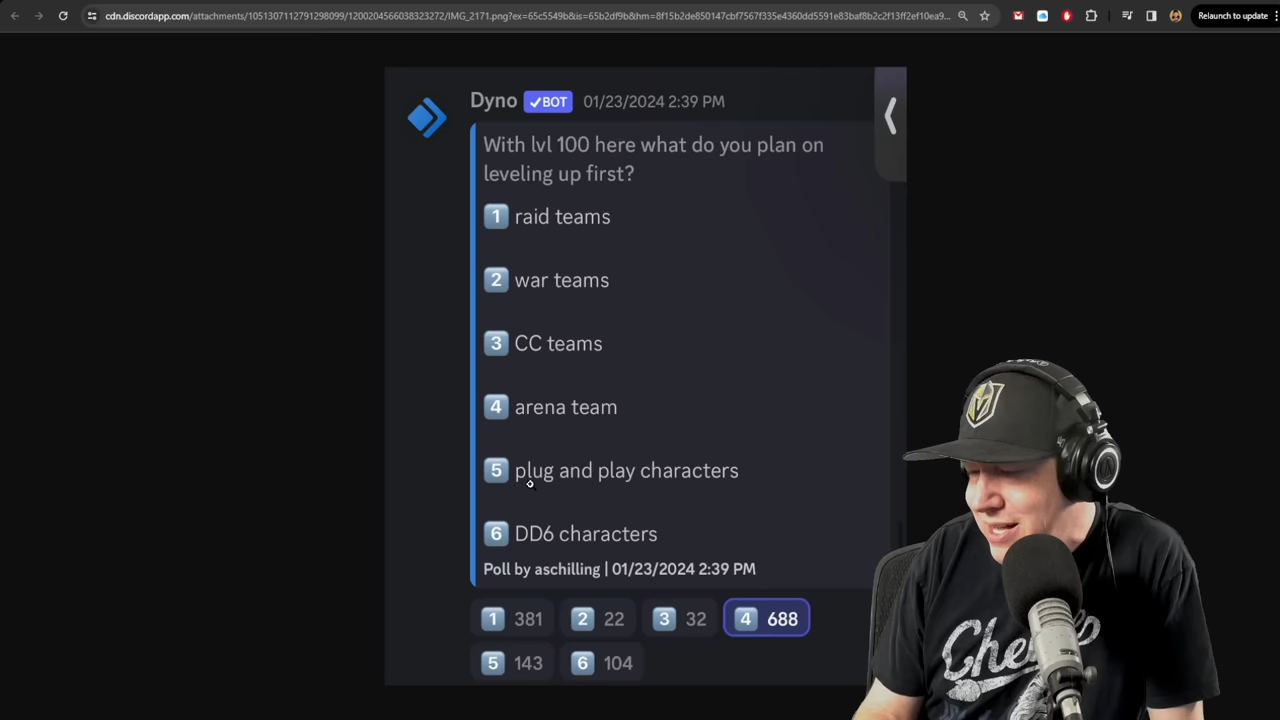 cdn.discordapp.com/attachments/1051307112791298099/1200204566038323272/IMG_2171.png?ex=65c5549b&is=65b2df9b&hm=8f15b2de850147cbf7567f335e4360dd5591e83baf8b2c2f13ff2ef10ea9...
Relaunch to update
Dyno ✓BOT 01/23/2024 2:39 PM
With lvl 100 here what do you plan on
leveling up first?
1 raid teams
2 war teams
3 CC teams
4 arena team
5 plug and play characters
6 DD6 characters
Poll by aschilling | 01/23/2024 2:39 PM
1 381 2 22 3 32 4 688
5 143 6 104